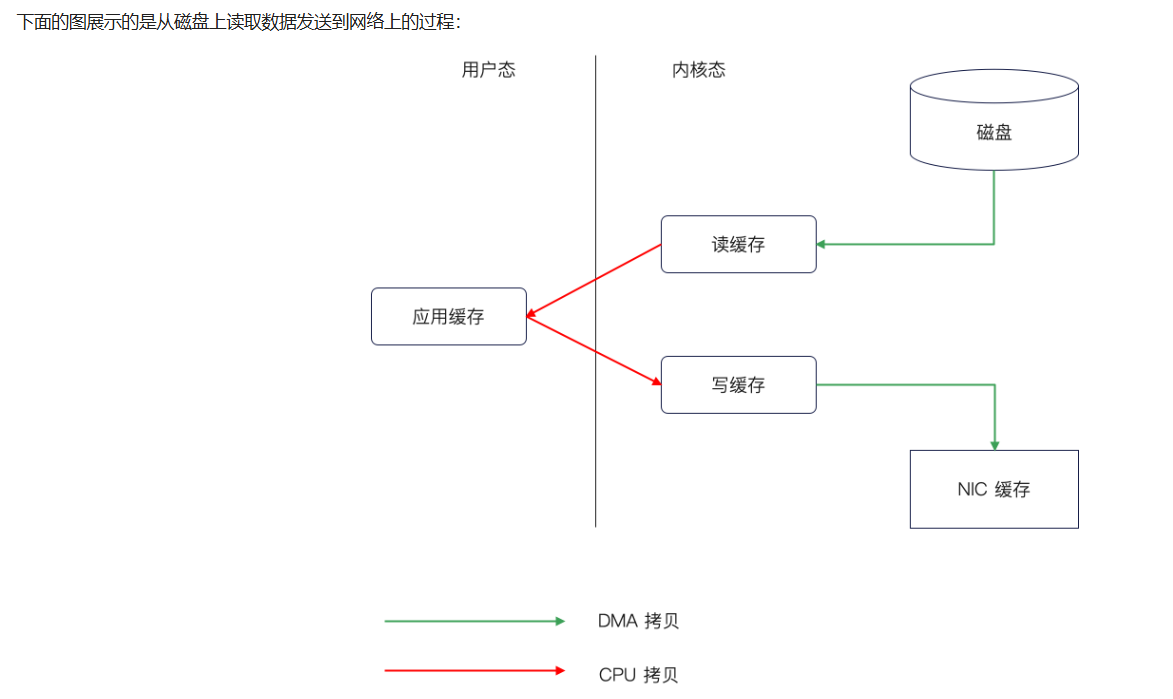 下面的图展示的是从磁盘上读取数据发送到网络上的过程：
用户态
内核态
磁盘
读缓存
应用缓存
写缓存
NIC 缓存
DMA 拷贝
CPU 拷贝